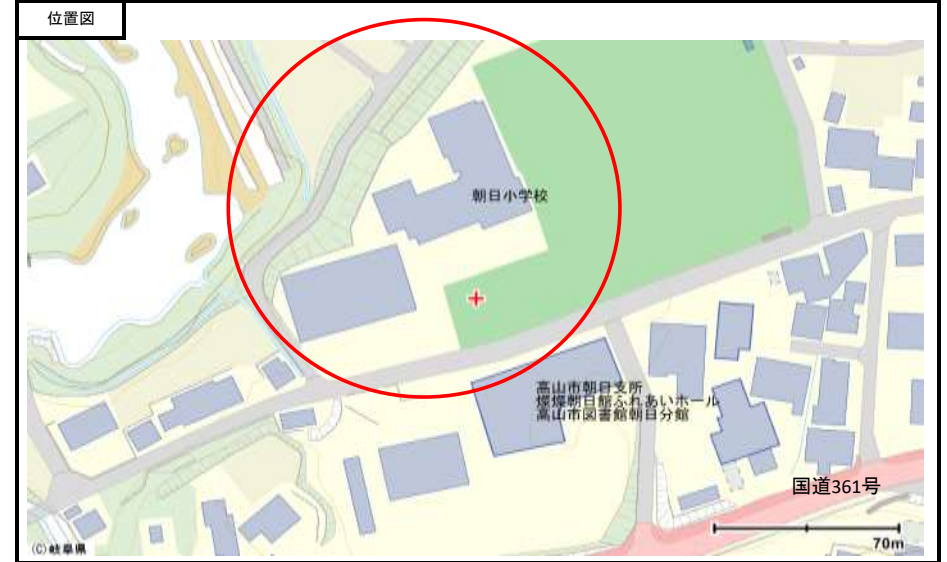 位置図
朝日小学校
高山市朝日支所
燦燦朝日館ふれあいホール
高山市図書館朝日分館
国道361号
70m
(C)岐阜県